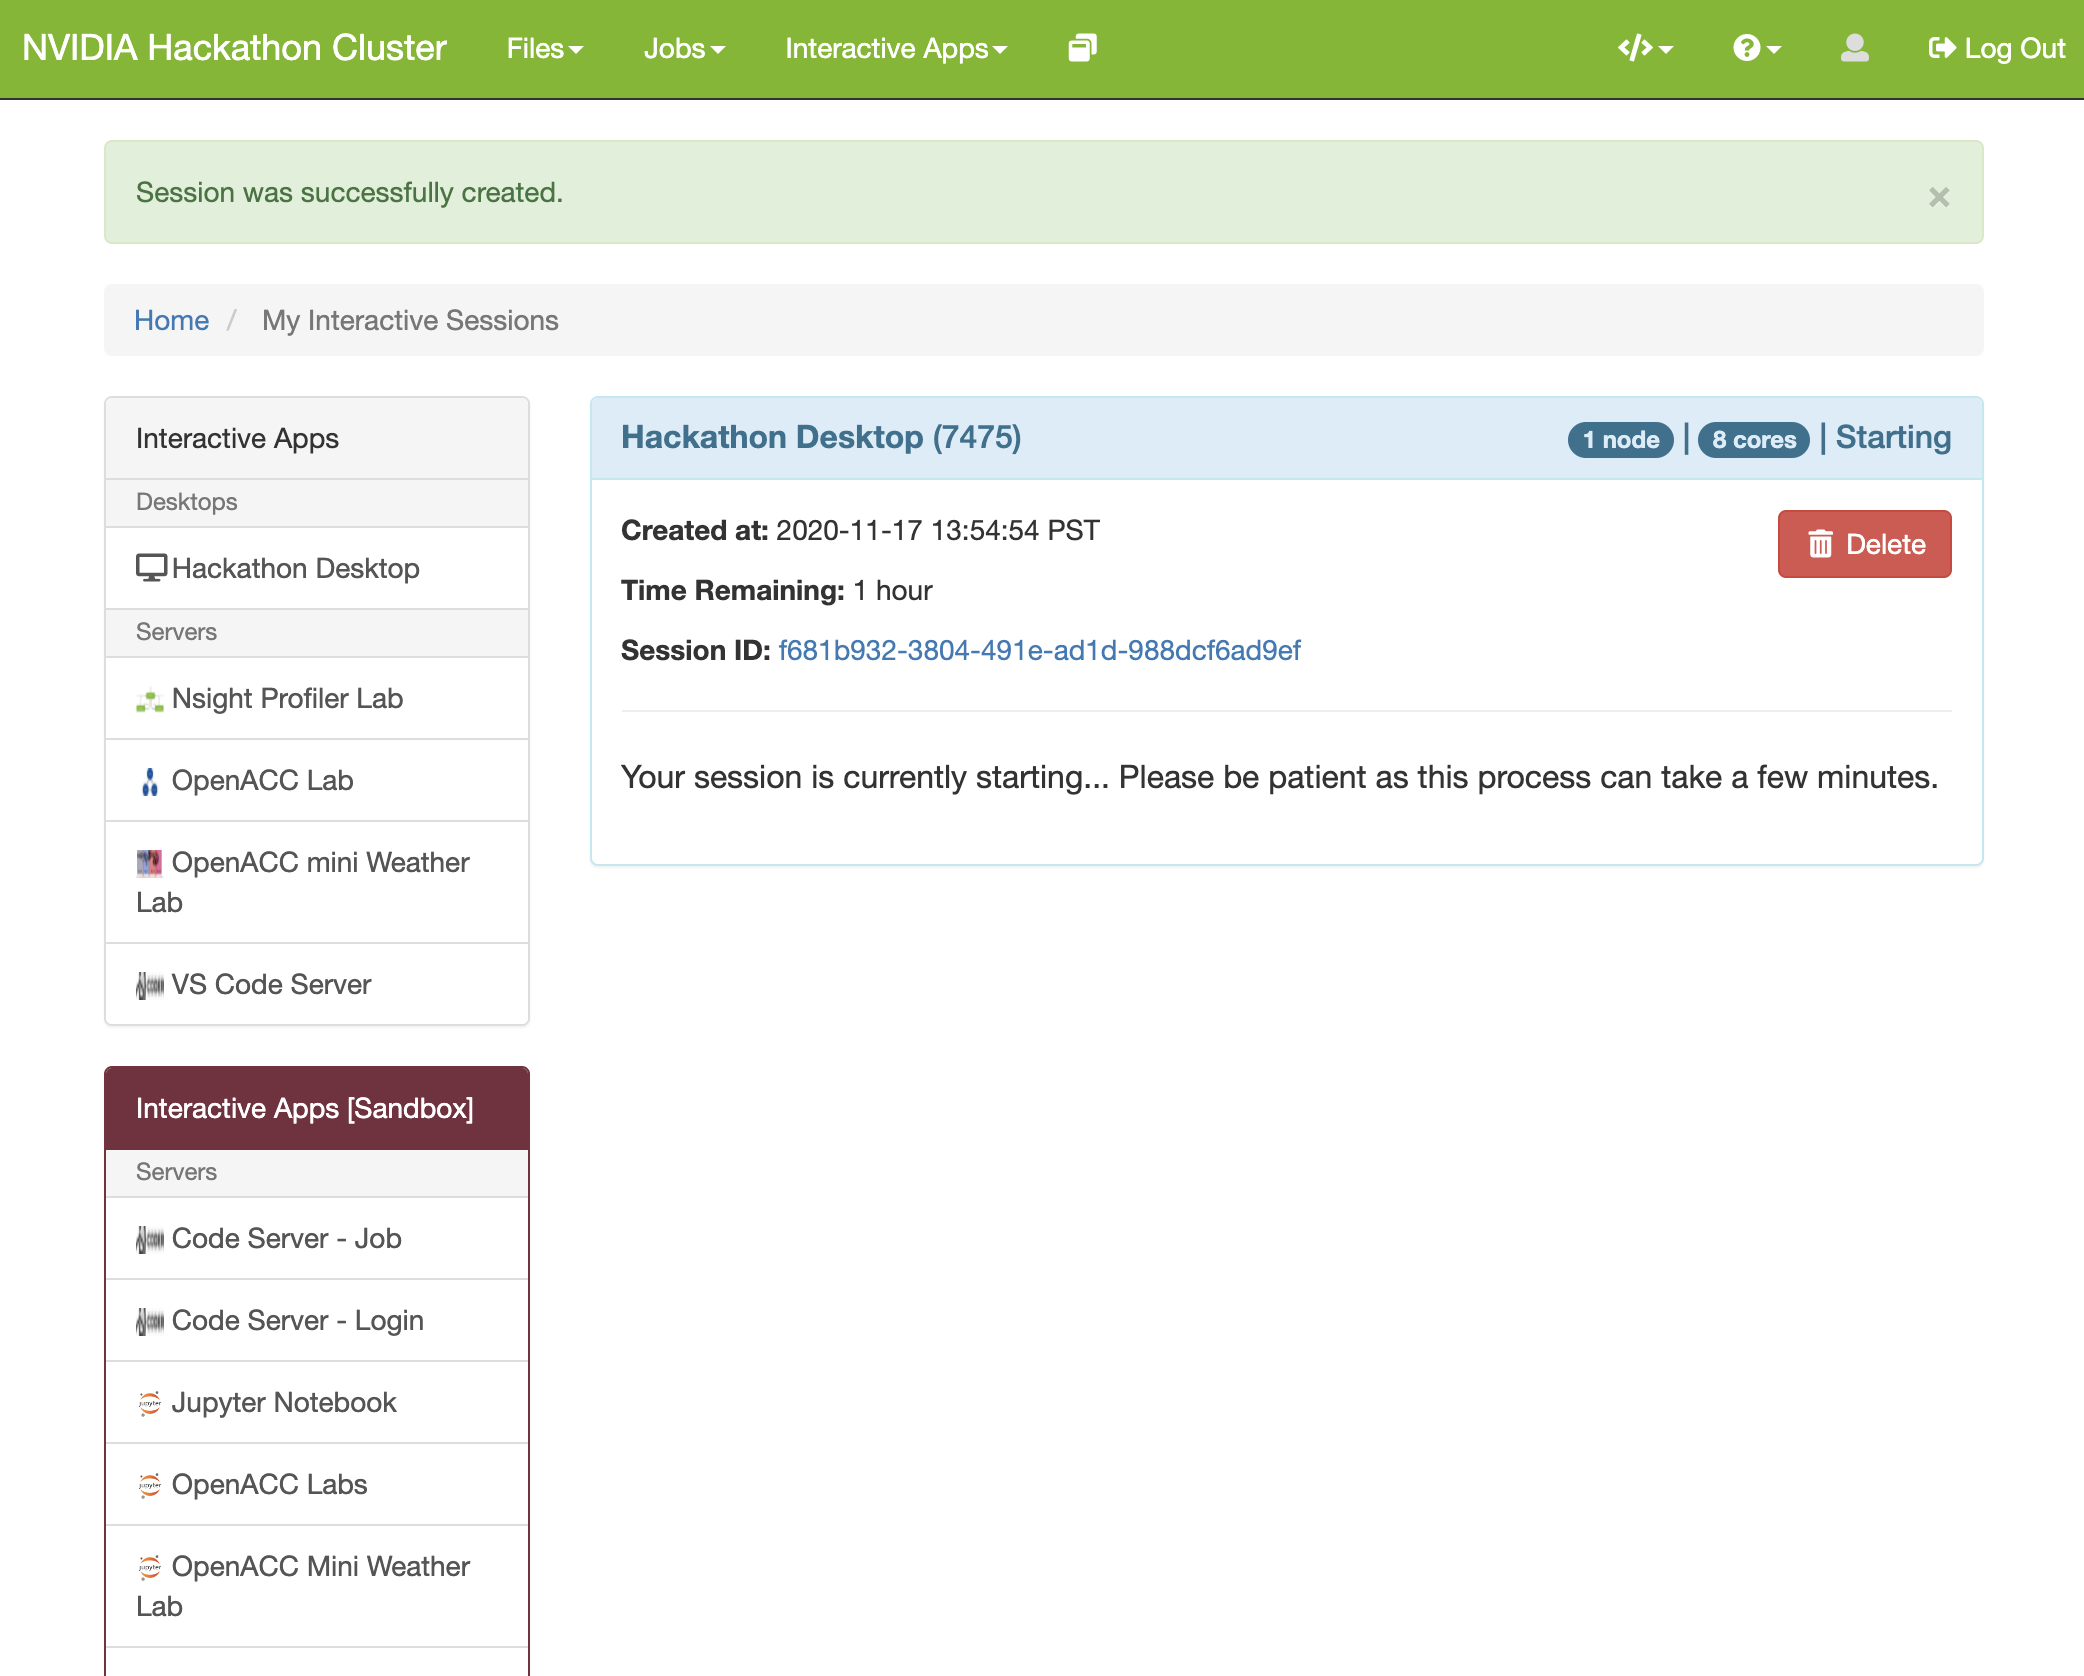 NVIDIA Hackathon Cluster Files Jobs Interactive Apps Log Out
Session was successfully created.
×
Home / My Interactive Sessions
Interactive Apps
Desktops
Hackathon Desktop
Servers
Nsight Profiler Lab
OpenACC Lab
OpenACC mini Weather
Lab
VS Code Server
Interactive Apps [Sandbox]
Servers
Code Server - Job
Code Server - Login
Jupyter Notebook
OpenACC Labs
OpenACC Mini Weather
Lab
Hackathon Desktop (7475) 1 node | 8 cores | Starting
Created at: 2020-11-17 13:54:54 PST
Delete
Time Remaining: 1 hour
Session ID: f681b932-3804-491e-ad1d-988dcf6ad9ef
Your session is currently starting... Please be patient as this process can take a few minutes.